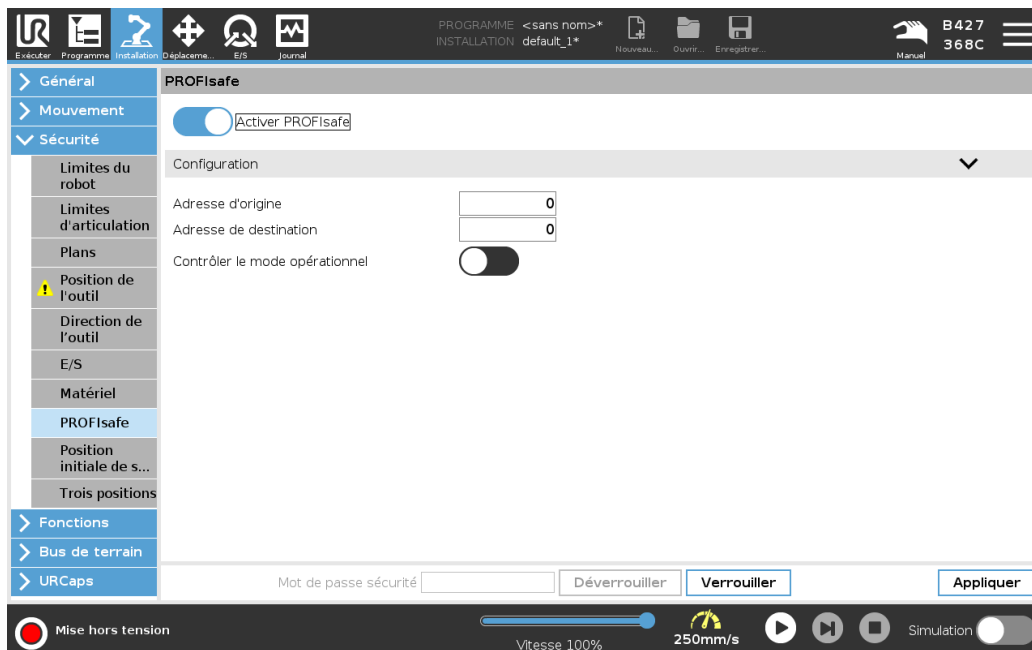 UR
PROGRAMME <sans nom>*
INSTALLATION default_1*
Exécuter
Programme
Installation
Déplaceme...
E/S
Journal
Nouveau...
Ouvrir...
Enregistrer...
Manuel
B427
368C
Général
Mouvement
Sécurité
Limites du
robot
Limites
d'articulation
Plans
Position de
l'outil
Direction de
l'outil
E/S
Matériel
PROFIsafe
Position
initiale de s...
Trois positions
Fonctions
Bus de terrain
URCaps
PROFIsafe
Activer PROFIsafe
Configuration
Adresse d'origine 0
Adresse de destination 0
Contrôler le mode opérationnel
Mot de passe sécurité
Déverrouiller
Verrouiller
Appliquer
Mise hors tension
Vitesse 100%
250mm/s
Simulation